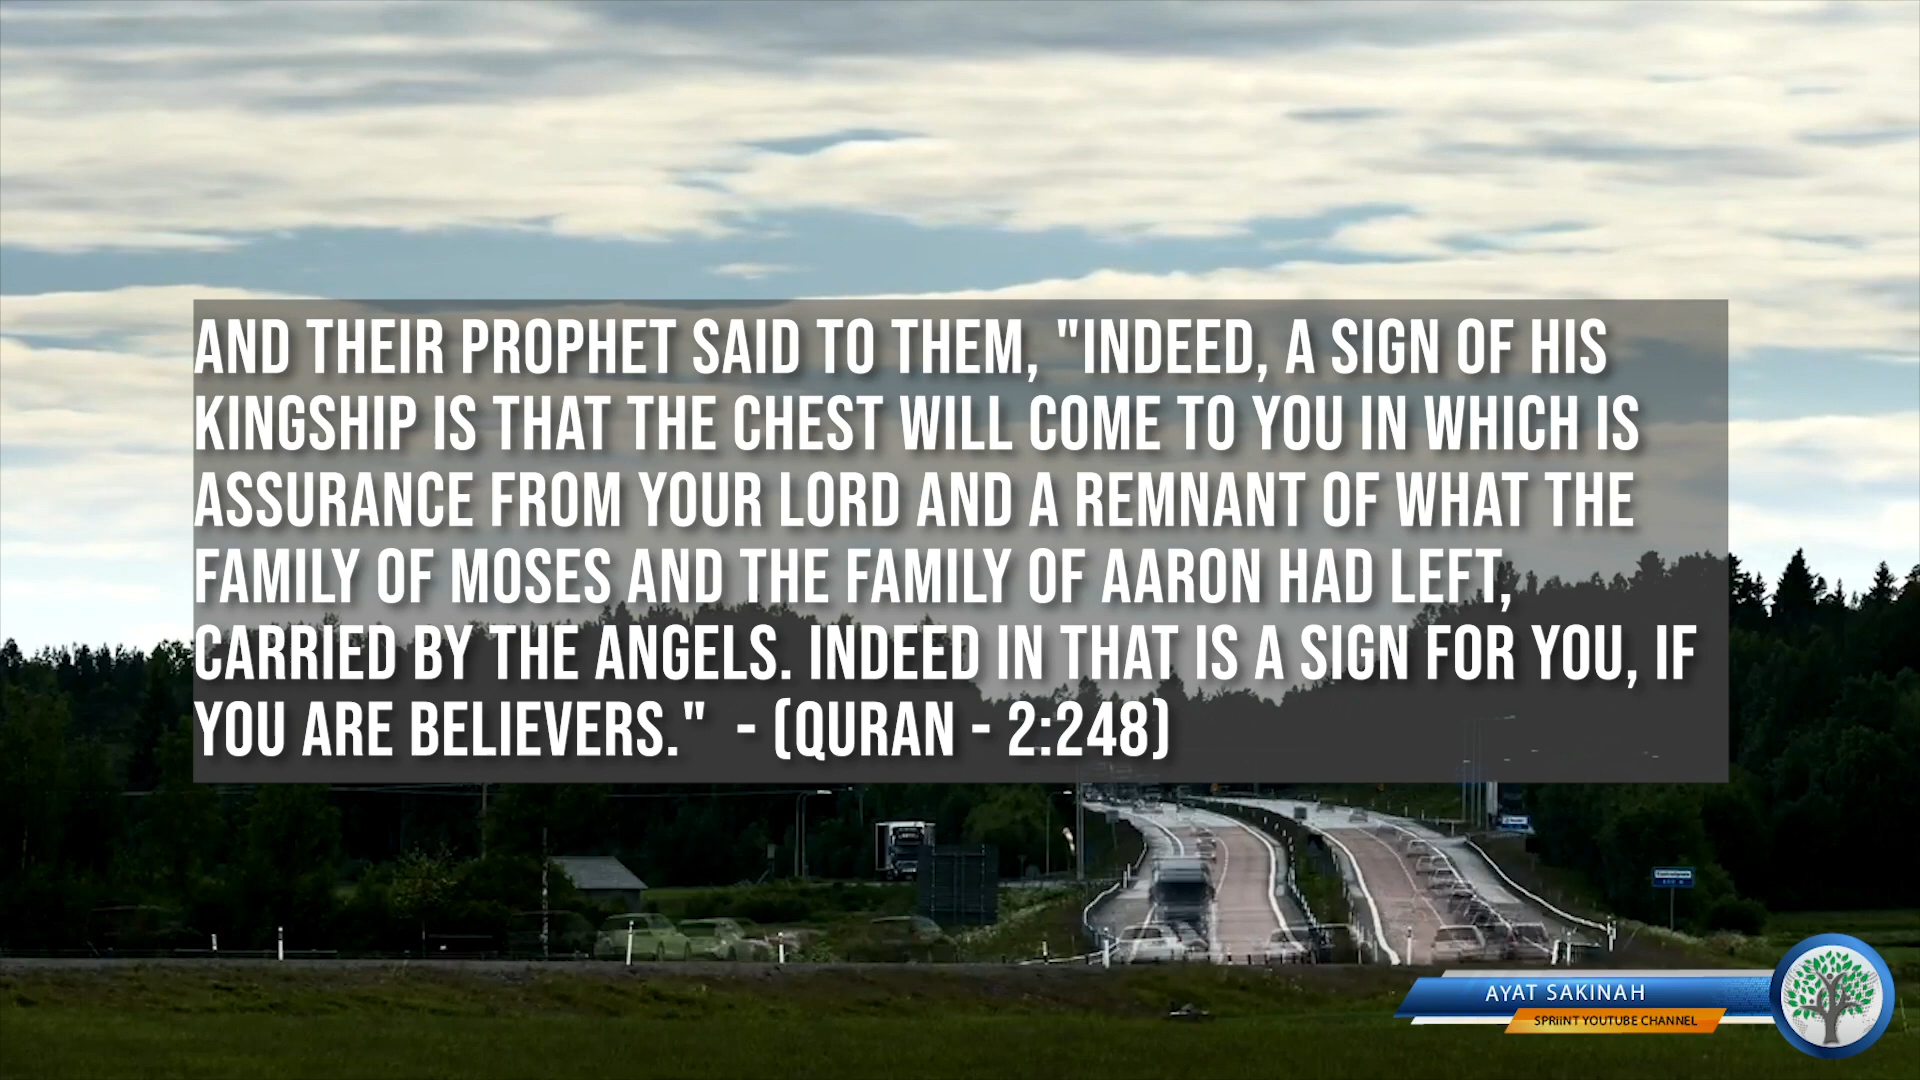 AND THEIR PROPHET SAID TO THEM, "INDEED, A SIGN OF HIS
KINGSHIP IS THAT THE CHEST WILL COME TO YOU IN WHICH IS
ASSURANCE FROM YOUR LORD AND A REMNANT OF WHAT THE
FAMILY OF MOSES AND THE FAMILY OF AARON HAD LEFT,
CARRIED BY THE ANGELS. INDEED IN THAT IS A SIGN FOR YOU, IF
YOU ARE BELIEVERS." - (QURAN - 2:248)
AYAT SAKINAH
SPRiiNT YOUTUBE CHANNEL